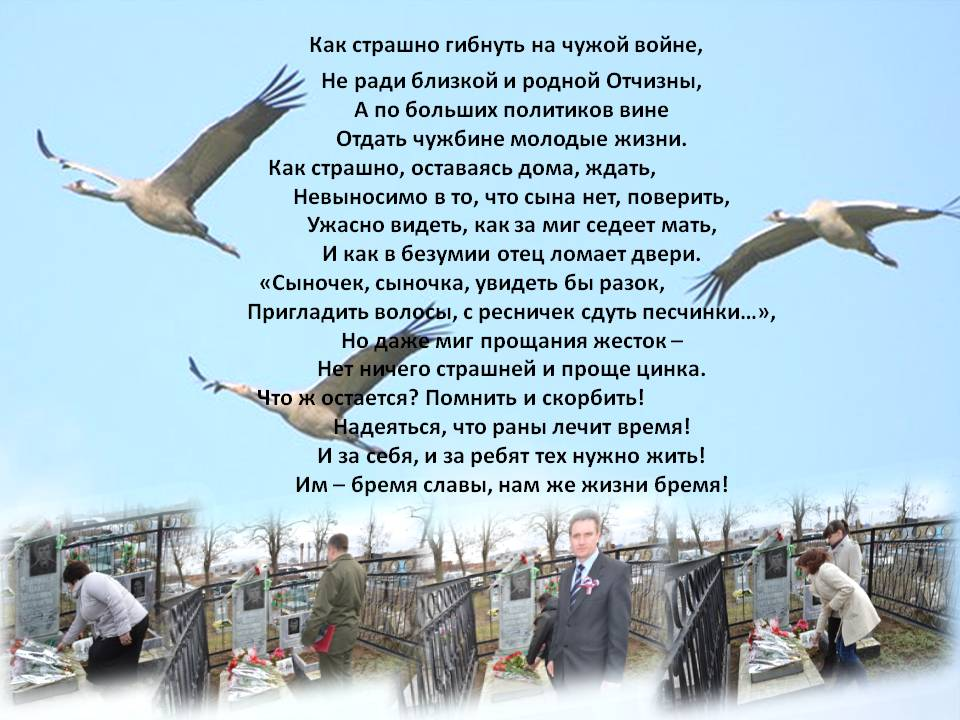 Как страшно гибнуть на чужой войне,
Не ради близкой и родной Отчизны,
А по больших политиков вине
Отдать чужбине молодые жизни.
Как страшно, оставаясь дома, ждать,
Невыносимо в то, что сына нет, поверить,
Ужасно видеть, как за миг седеет мать,
И как в безумии отец ломает двери.
«Сыночек, сыночка, увидеть бы разок,
Пригладить волосы, с ресничек сдуть песчинки…»,
Но даже миг прощания жесток –
Нет ничего страшней и проще цинка.
Что ж остается? Помнить и скорбить!
Надеяться, что раны лечит время!
И за себя, и за ребят тех нужно жить!
Им – бремя славы, нам же жизни бремя!